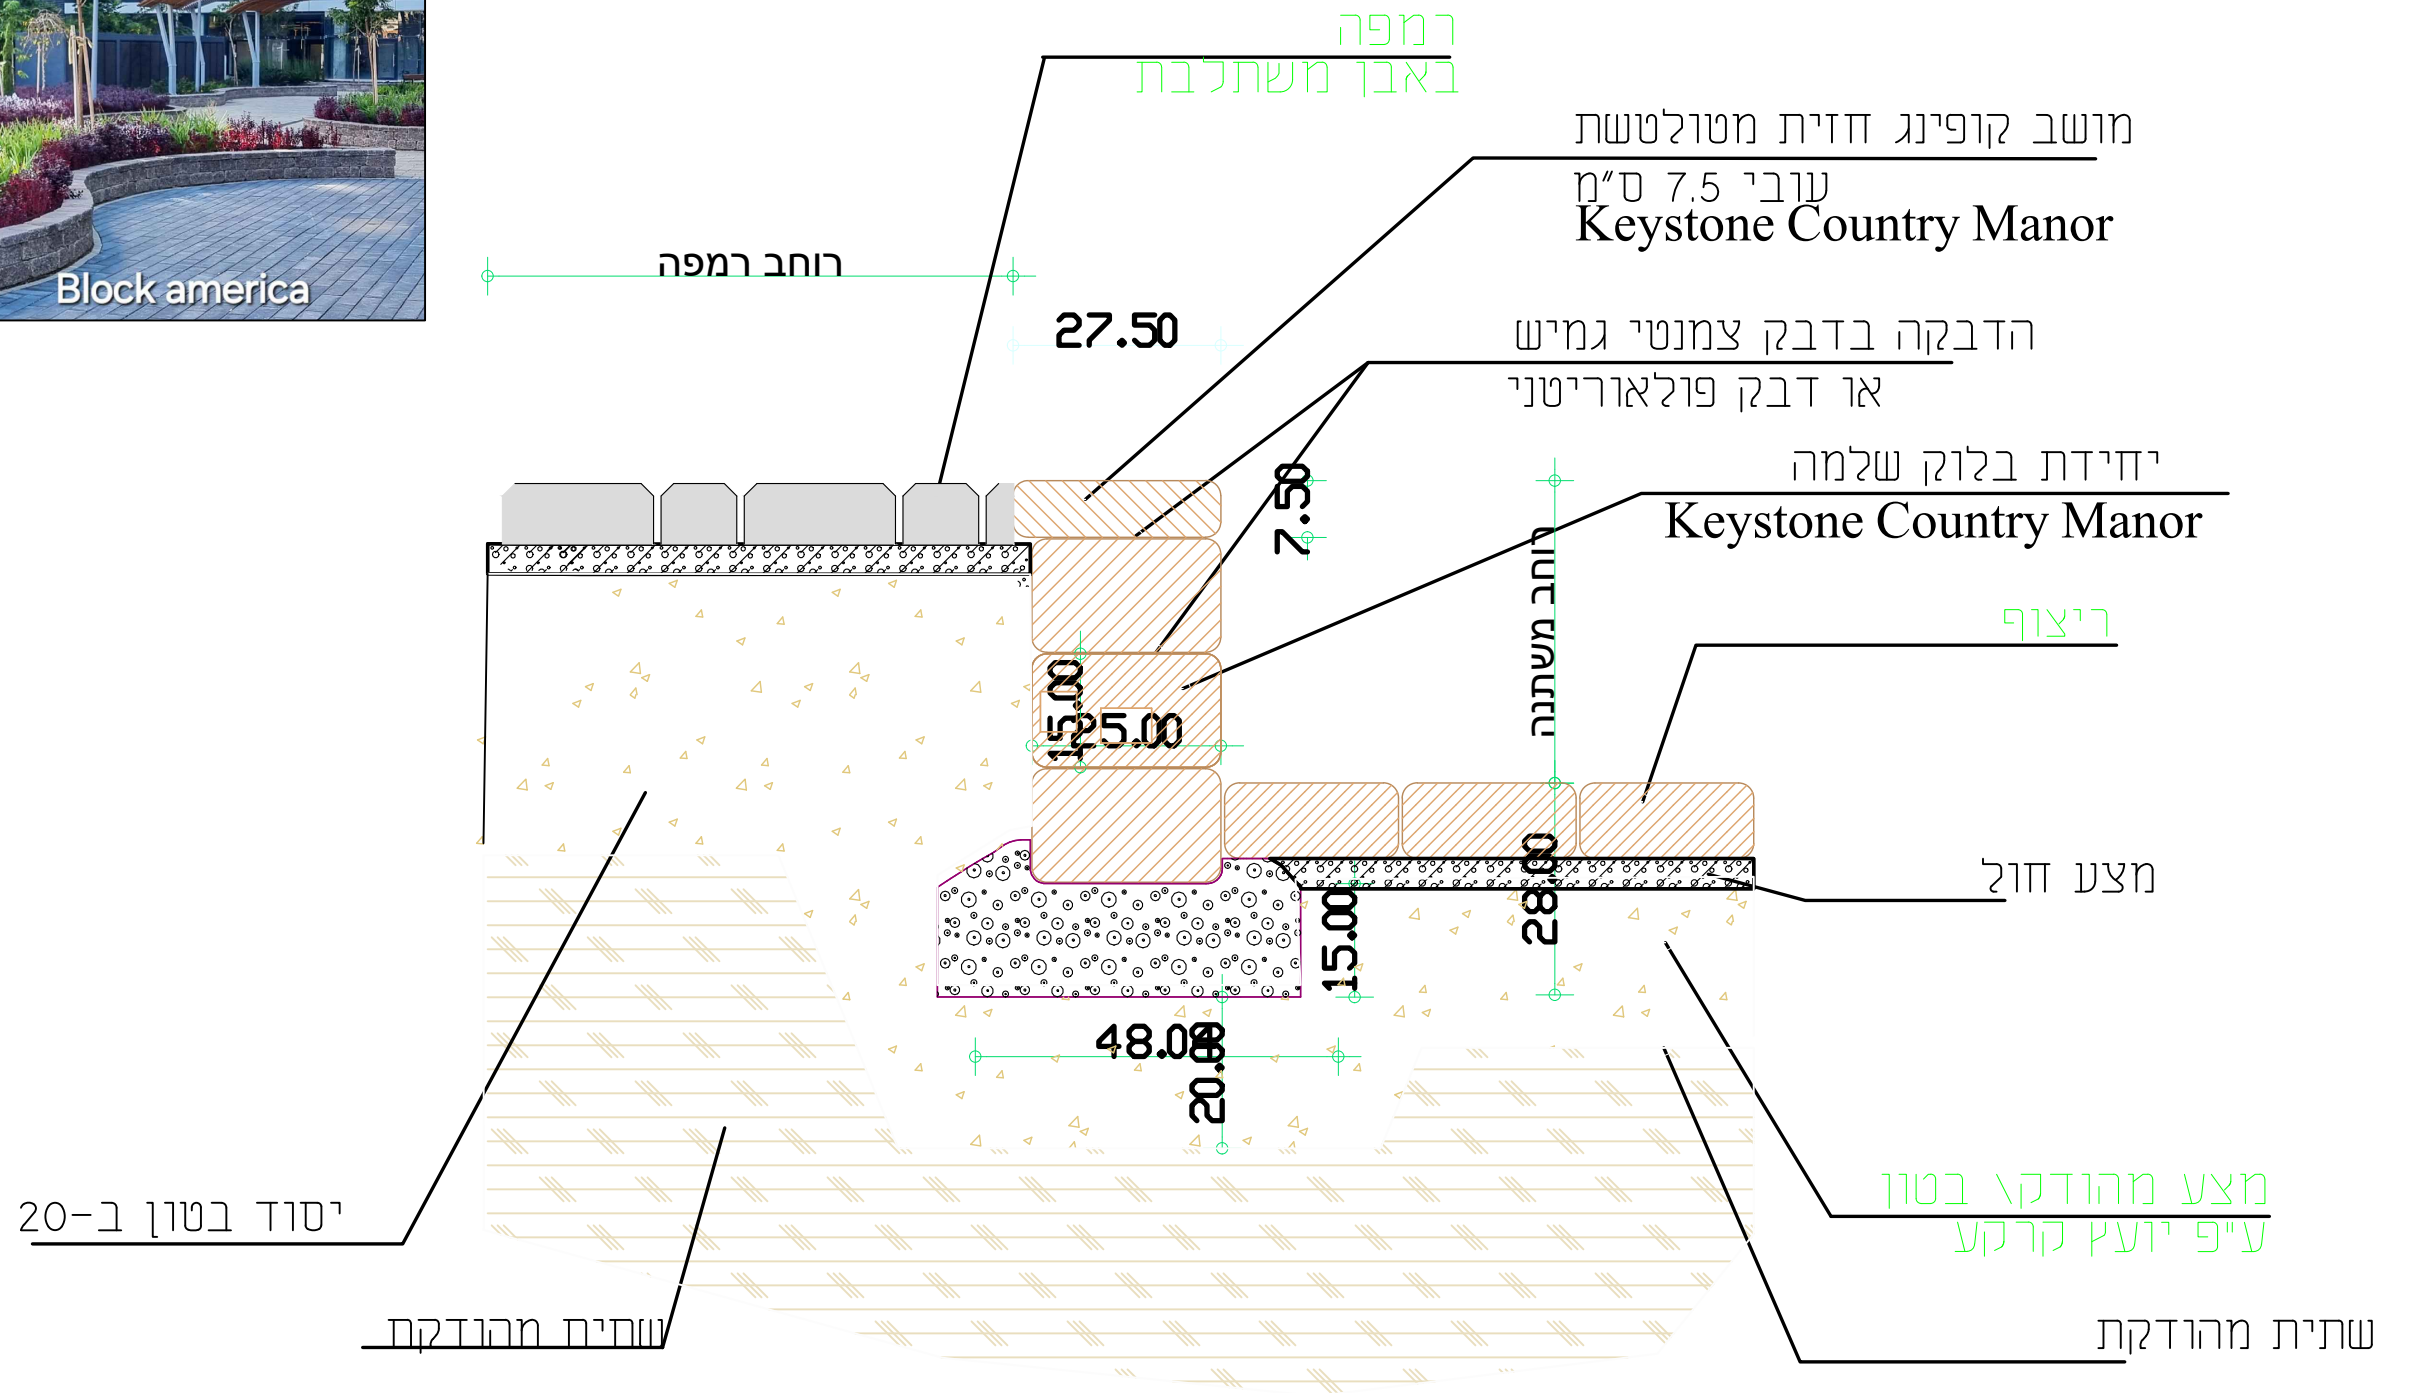 Block america
רמפה
באבן משתלבת
מושב קופינג חזית מטולטשת
עובי 7.5 ס"מ
Keystone Country Manor
רוחב רמפה
27.50
הדבקה בדבק צמנטי גמיש
או דבק פולאוריטני
7.50
יחידת בלוק שלמה
Keystone Country Manor
רוחב משתנה
ריצוף
15.00
25.00
28.00
מצע חול
15.00
48.00
20.00
מצע מהודק\ בטון
ע"פ יועץ קרקע
יסוד בטון ב-20
שתית מהודקת
שתית מהודקת